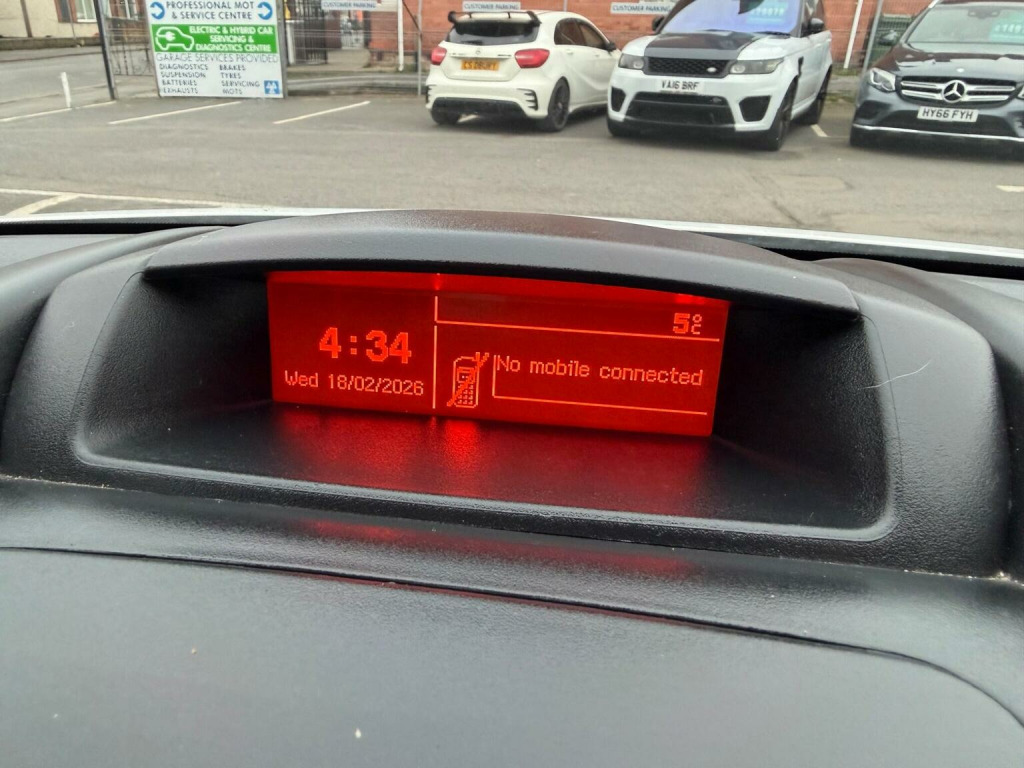 PROFESSIONAL MOT
& SERVICE CENTRE
ELECTRIC & HYBRID CAR
SERVICING &
DIAGNOSTICS CENTRE
GARAGE SERVICES PROVIDED
DIAGNOSTICS BRAKES
SUSPENSION TYRES
BATTERIES SERVICING
EXHAUSTS MOTS
CUSTOMER PARKING
CUSTOMER PARKING
CUSTOMER PARKING
VA16 BRF
HY66 FYH
5°C
4:34
Wed 18/02/2026
No mobile connected